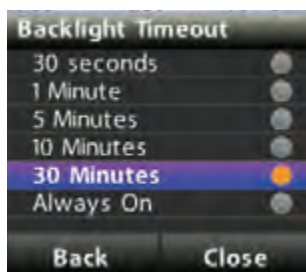 Backlight Timeout
30 seconds
1 Minute
5 Minutes
10 Minutes
30 Minutes
Always On
Back Close